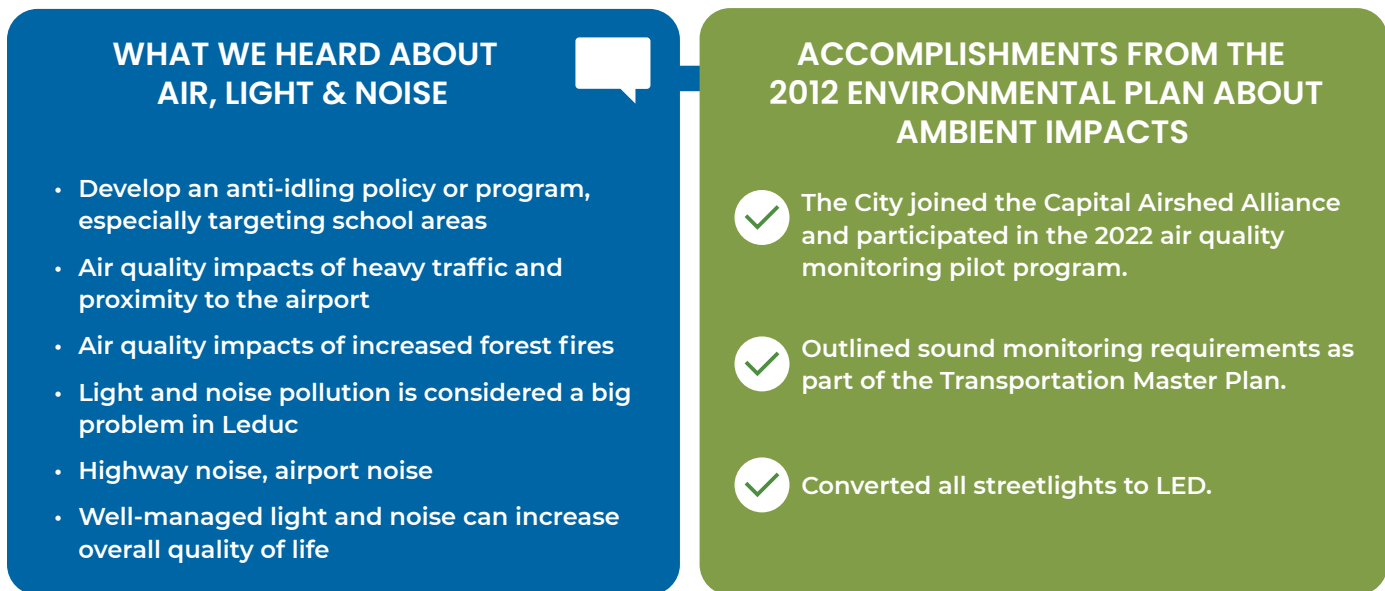 WHAT WE HEARD ABOUT
AIR, LIGHT & NOISE
• Develop an anti-idling policy or program,
especially targeting school areas
• Air quality impacts of heavy traffic and
proximity to the airport
• Air quality impacts of increased forest fires
• Light and noise pollution is considered a big
problem in Leduc
• Highway noise, airport noise
• Well-managed light and noise can increase
overall quality of life
ACCOMPLISHMENTS FROM THE
2012 ENVIRONMENTAL PLAN ABOUT
AMBIENT IMPACTS
The City joined the Capital Airshed Alliance
and participated in the 2022 air quality
monitoring pilot program.
Outlined sound monitoring requirements as
part of the Transportation Master Plan.
Converted all streetlights to LED.